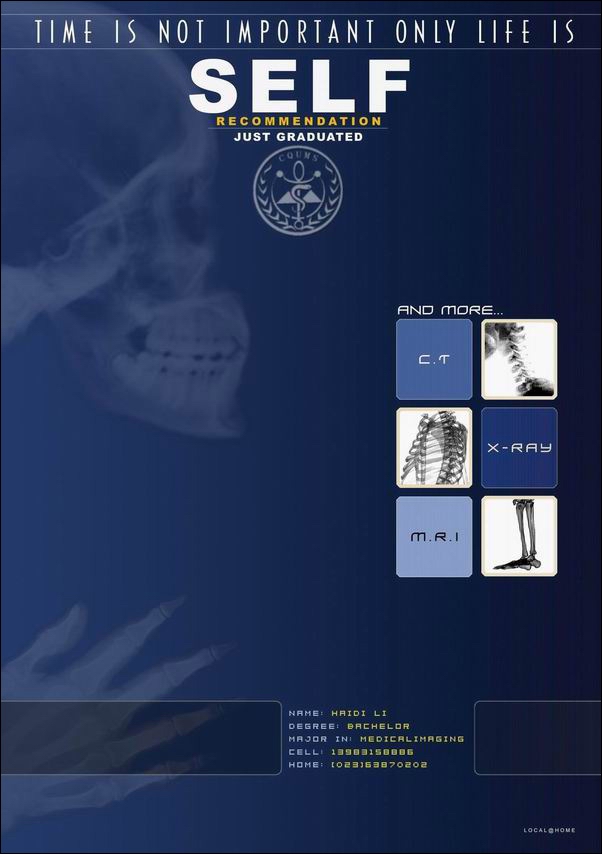 TIME IS NOT IMPORTANT ONLY LIFE IS
SELF
RECOMMENDATION
JUST GRADUATED
CQUMS
AND MORE...
C.T
X-RAY
M.R.I
NAME: HAIDI LI
DEGREE: BACHELOR
MAJOR IN: MEDICALIMAGING
CELL: 13983158886
HOME: (023)63870202
LOCAL@HOME